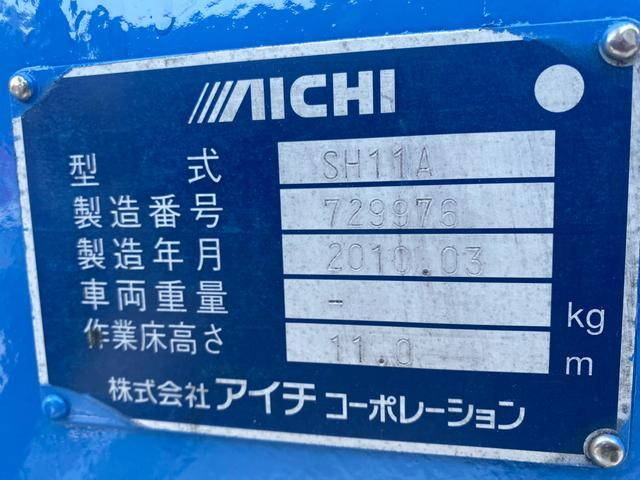 AICHI
型 式 SH11A
製造番号 729976
製造年月 2010.03
車両重量 - kg
作業床高さ 11.0 m
株式会社 アイチ コーポレーション